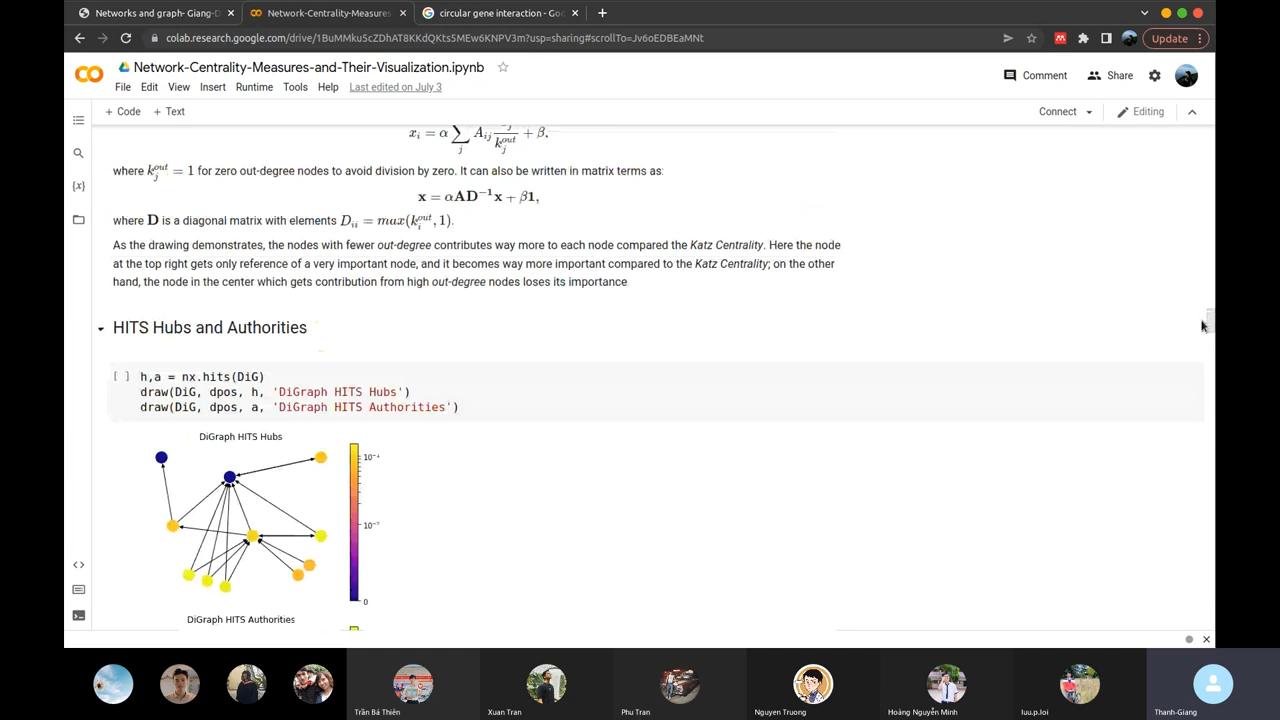 Networks and graph- Giang-D
Network-Centrality-Measures
circular gene interaction - Goo
colab.research.google.com/drive/1BuMMku5cZDhAT8KKdQKts5MEw6KNPV3m?usp=sharing#scrollTo=Jv6oEDBEaMNt
Update
Network-Centrality-Measures-and-Their-Visualization.ipynb
Comment
Share
File Edit View Insert Runtime Tools Help Last edited on July 3
+ Code + Text
Connect
Editing
x_i = α ∑_j A_ij / k_j^out + β,
where k_j^out = 1 for zero out-degree nodes to avoid division by zero. It can also be written in matrix terms as:
x = αAD⁻¹x + β1,
where D is a diagonal matrix with elements D_ii = max(k_i^out, 1).
As the drawing demonstrates, the nodes with fewer out-degree contributes way more to each node compared the Katz Centrality. Here the node
at the top right gets only reference of a very important node, and it becomes way more important compared to the Katz Centrality; on the other
hand, the node in the center which gets contribution from high out-degree nodes loses its importance
HITS Hubs and Authorities
[ ] h,a = nx.hits(DiG)
draw(DiG, dpos, h, 'DiGraph HITS Hubs')
draw(DiG, dpos, a, 'DiGraph HITS Authorities')
DiGraph HITS Hubs
0
DiGraph HITS Authorities
Trần Bá Thiên
Xuan Tran
Phu Tran
Nguyen Truong
Hoàng Nguyễn Minh
luu.p.loi
Thanh-Giang